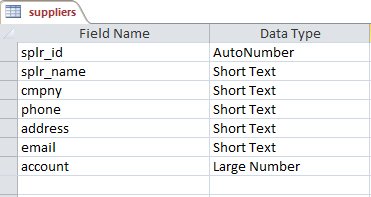 suppliers
Field Name Data Type
splr_id AutoNumber
splr_name Short Text
cmpny Short Text
phone Short Text
address Short Text
email Short Text
account Large Number